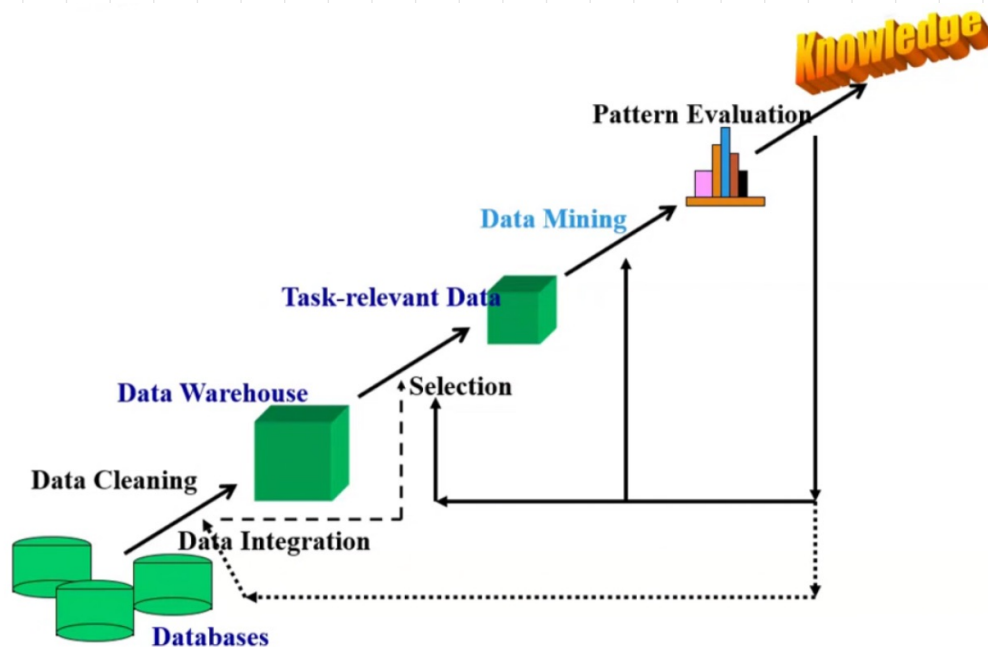 Knowledge
Pattern Evaluation
Data Mining
Task-relevant Data
Selection
Data Warehouse
Data Cleaning
Data Integration
Databases